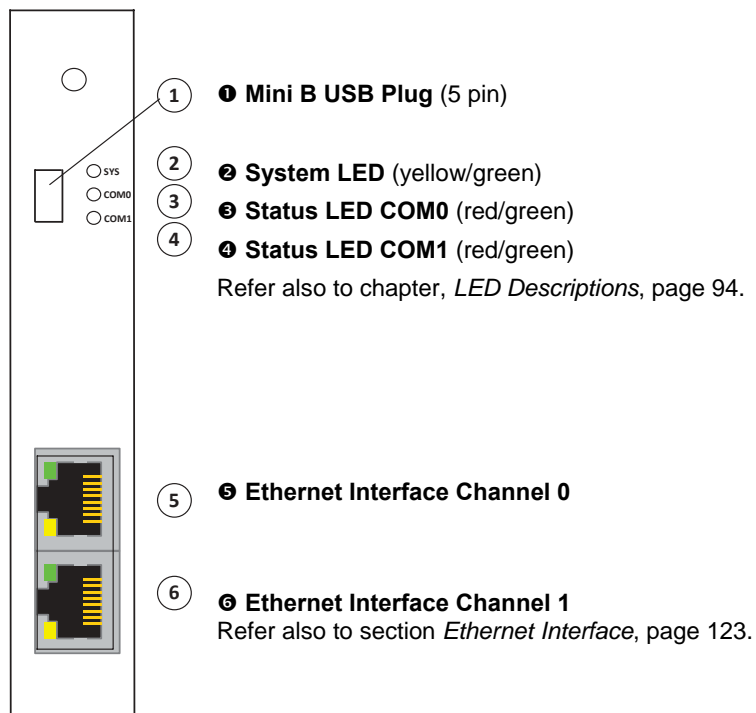 1 ❶ Mini B USB Plug (5 pin)
SYS 2 ❷ System LED (yellow/green)
COM0 3 ❸ Status LED COM0 (red/green)
COM1 4 ❹ Status LED COM1 (red/green)
Refer also to chapter, LED Descriptions, page 94.
5 ❺ Ethernet Interface Channel 0
6 ❻ Ethernet Interface Channel 1
Refer also to section Ethernet Interface, page 123.